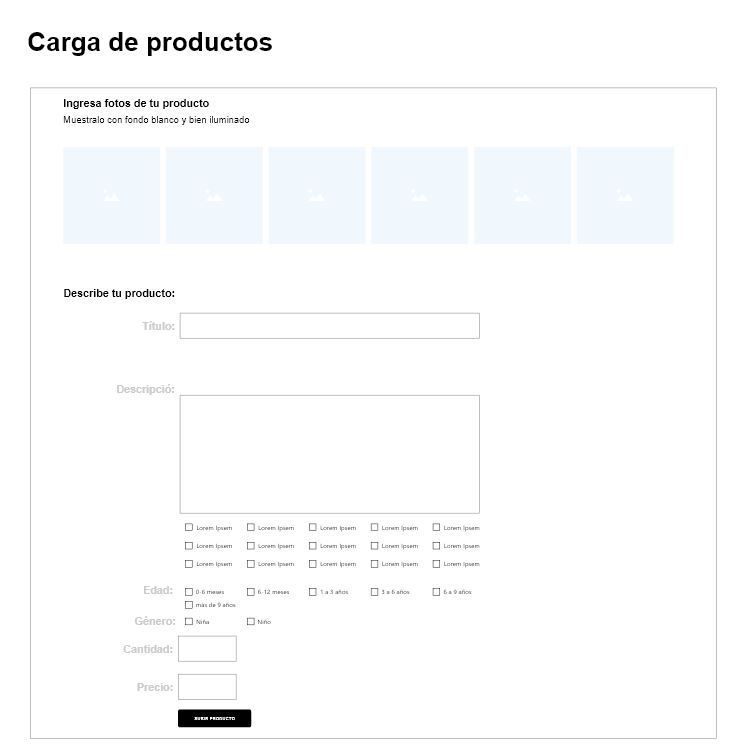 Carga de productos
Ingresa fotos de tu producto
Muestralo con fondo blanco y bien iluminado
Describe tu producto:
Título:
Descripció:
Lorem Ipsem Lorem Ipsem Lorem Ipsem Lorem Ipsem Lorem Ipsem
Lorem Ipsem Lorem Ipsem Lorem Ipsem Lorem Ipsem Lorem Ipsem
Lorem Ipsem Lorem Ipsem Lorem Ipsem Lorem Ipsem Lorem Ipsem
Edad: 0-6 meses 6-12 meses 1 a 3 años 3 a 6 años 6 a 9 años
más de 9 años
Género: Niña Niño
Cantidad:
Precio:
SUBIR PRODUCTO